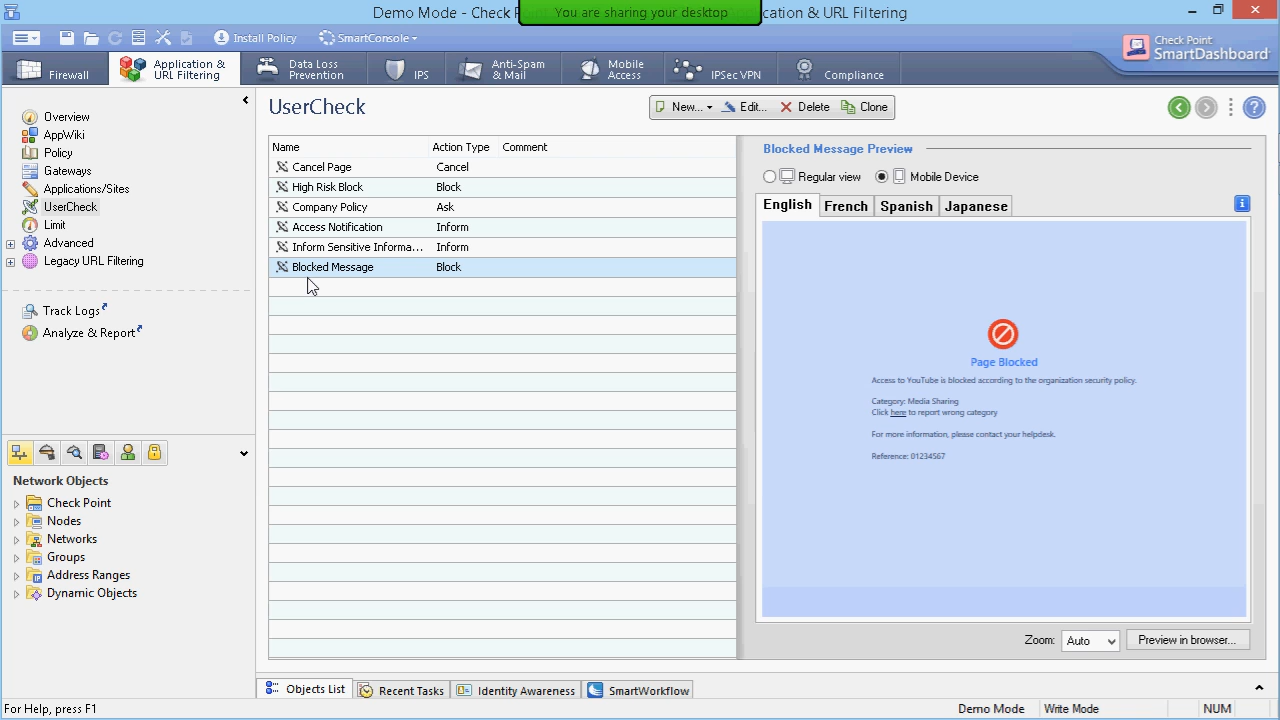 Demo Mode - Check P
You are sharing your desktop
ication & URL Filtering
Install Policy
SmartConsole
Firewall
Application &
URL Filtering
Data Loss
Prevention
IPS
Anti-Spam
& Mail
Mobile
Access
IPSec VPN
Compliance
Check Point
SmartDashboard
Overview
AppWiki
Policy
Gateways
Applications/Sites
UserCheck
Limit
Advanced
Legacy URL Filtering
Track Logs
Analyze & Report
Network Objects
Check Point
Nodes
Networks
Groups
Address Ranges
Dynamic Objects
UserCheck
New... Edit... Delete Clone
Name Action Type Comment
Cancel Page Cancel
High Risk Block Block
Company Policy Ask
Access Notification Inform
Inform Sensitive Informa... Inform
Blocked Message Block
Blocked Message Preview
Regular view Mobile Device
English French Spanish Japanese
Page Blocked
Access to YouTube is blocked according to the organization security policy.
Category: Media Sharing
Click here to report wrong category
For more information, please contact your helpdesk.
Reference: 01234567
Zoom: Auto Preview in browser...
Objects List Recent Tasks Identity Awareness SmartWorkflow
For Help, press F1 Demo Mode Write Mode NUM